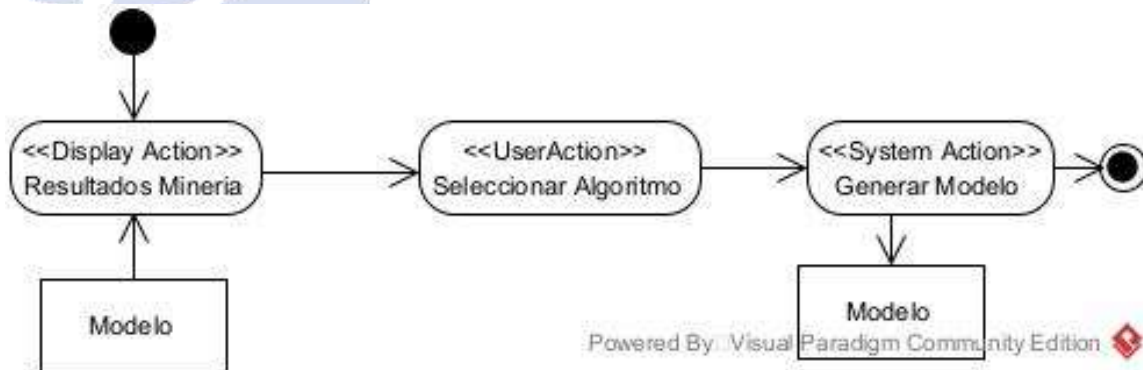 <<Display Action>>
Resultados Mineria
<<UserAction>>
Seleccionar Algoritmo
<<System Action>>
Generar Modelo
Modelo
Modelo
Powered By Visual Paradigm Community Edition